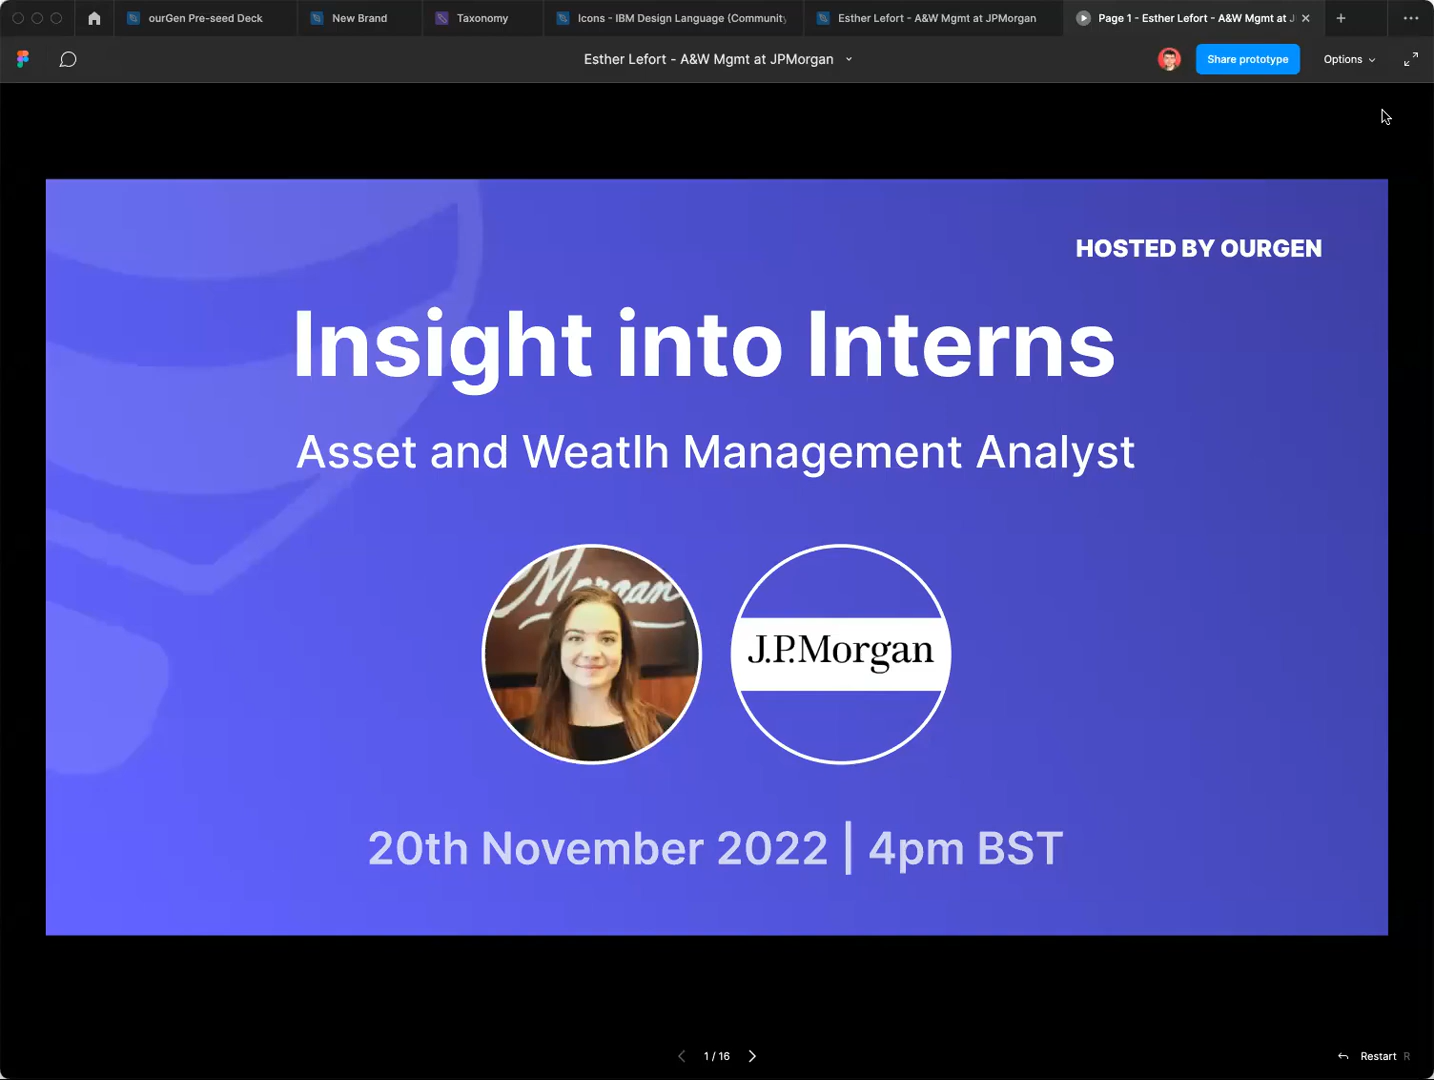 ourGen Pre-seed Deck
New Brand
Taxonomy
Icons - IBM Design Language (Community
Esther Lefort - A&W Mgmt at JPMorgan
Page 1 - Esther Lefort - A&W Mgmt at J
Esther Lefort - A&W Mgmt at JPMorgan
Share prototype
Options
HOSTED BY OURGEN
Insight into Interns
Asset and Weatlh Management Analyst
Morgan
J.P.Morgan
20th November 2022 | 4pm BST
1 / 16
Restart R